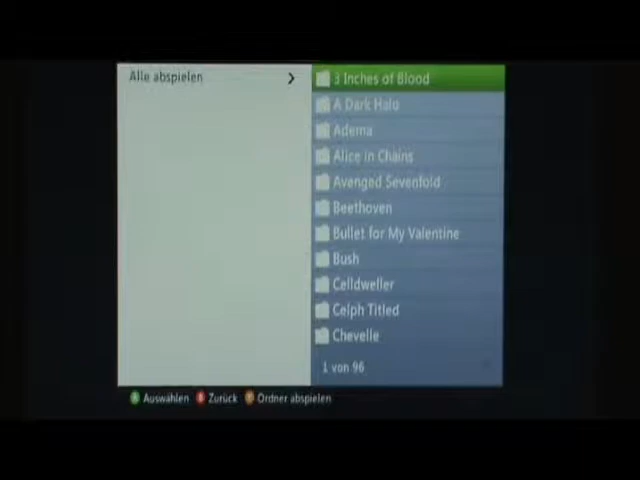 Alle abspielen
3 Inches of Blood
A Dark Halo
Adema
Alice in Chains
Avenged Sevenfold
Beethoven
Bullet for My Valentine
Bush
Celldweller
Celph Titled
Chevelle
1 von 96
A Auswählen B Zurück Y Ordner abspielen